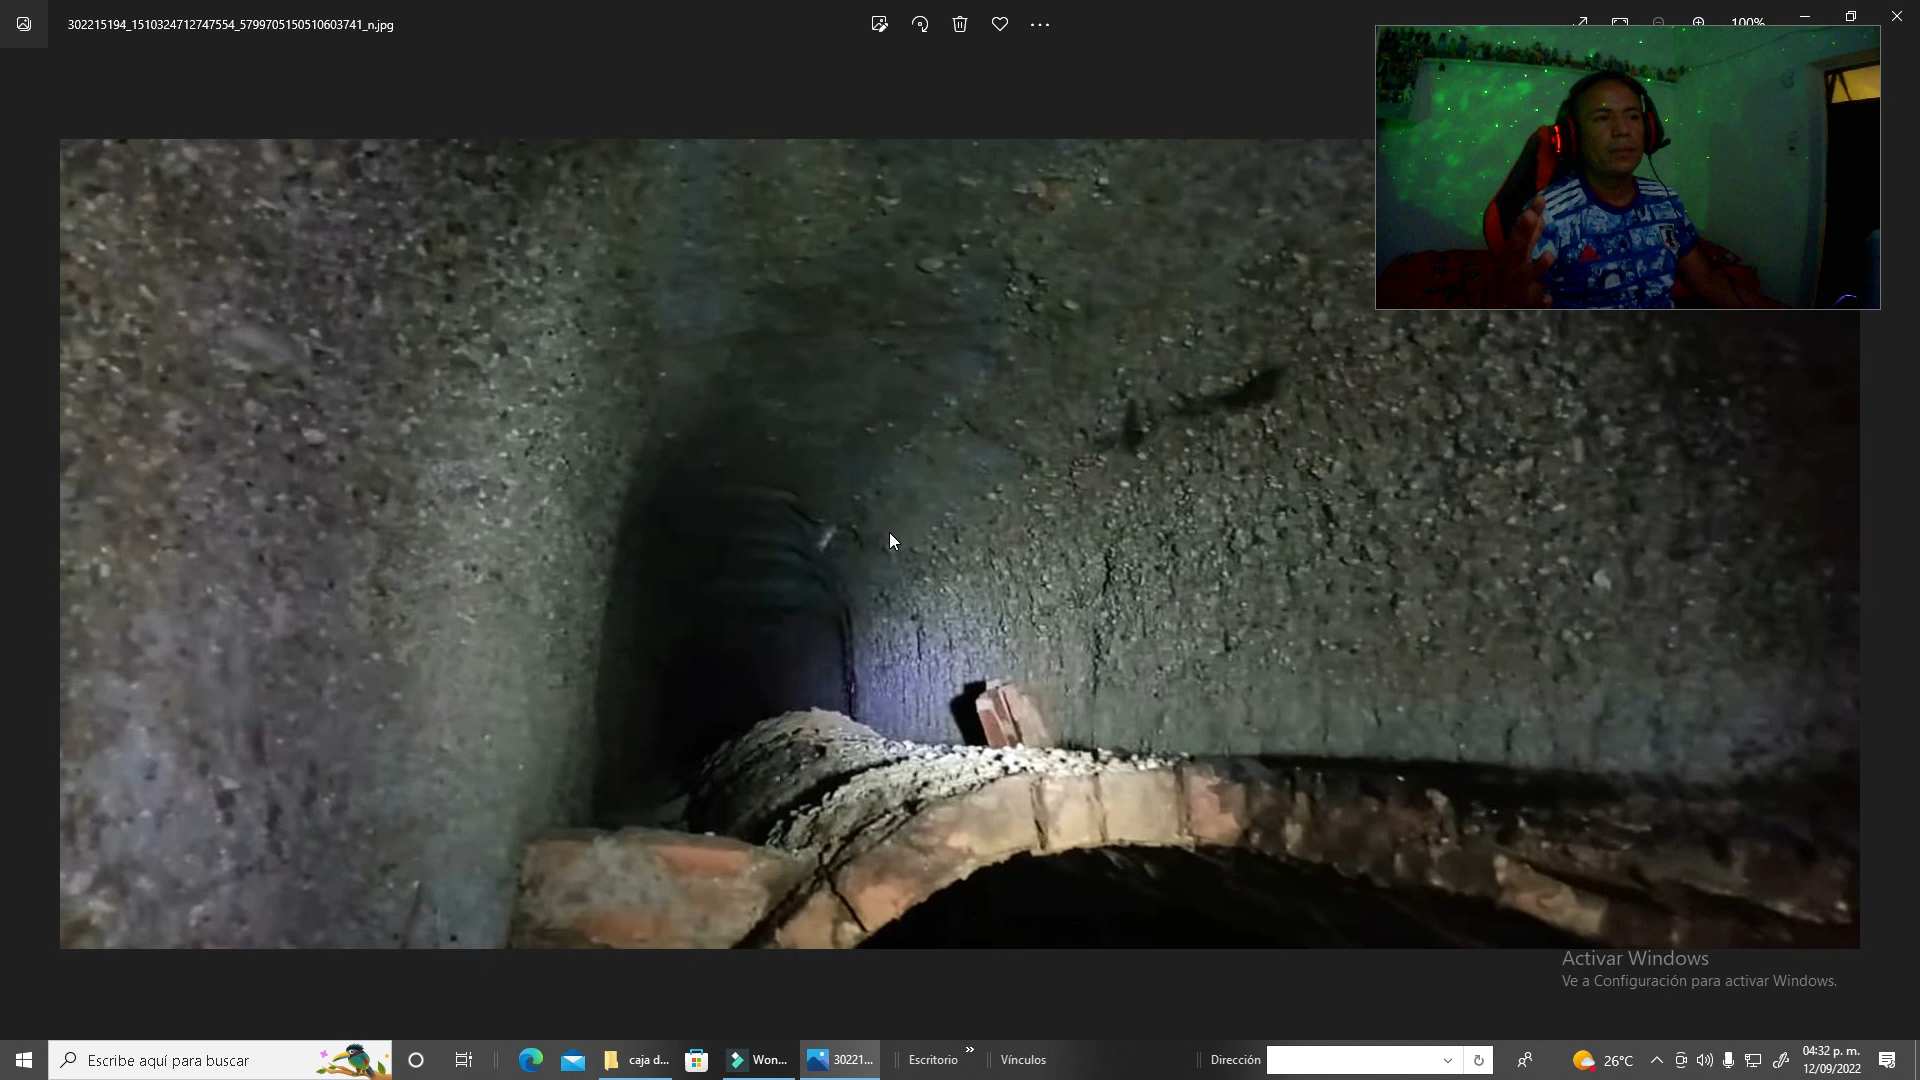 302215194_1510324712747554_5799705150510603741_n.jpg
100%
Activar Windows
Ve a Configuración para activar Windows.
Escribe aquí para buscar
caja d...
Won...
30221...
Escritorio
Vínculos
Dirección
26°C
04:32 p. m.
12/09/2022